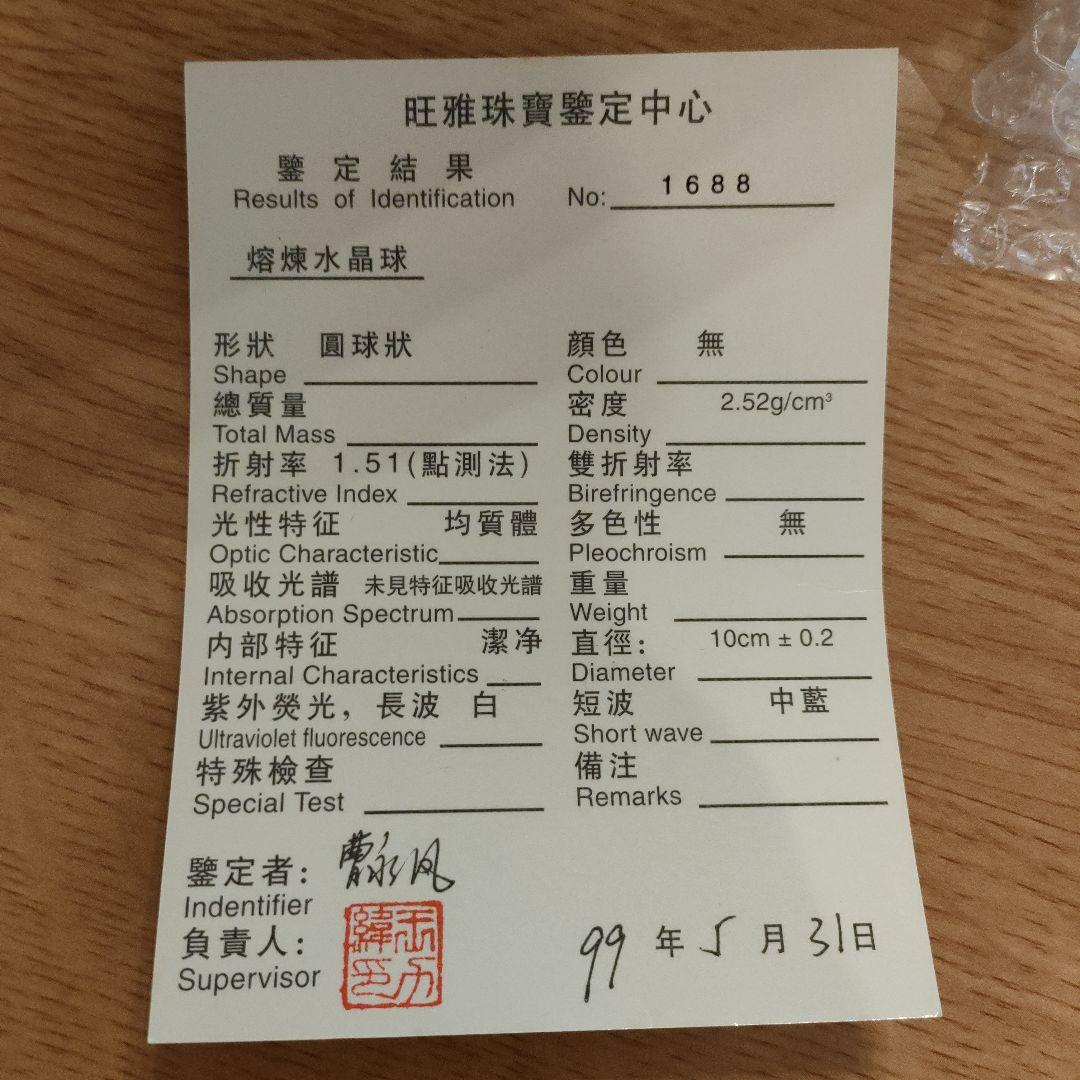 旺雅珠寶鑒定中心
鑒定結果
Results of Identification
No: 1688
熔煉水晶球
形狀 圓球狀
Shape
顔色 無
Colour
總質量
Total Mass
密度 2.52g/cm³
Density
折射率 1.51(點測法)
Refractive Index
雙折射率
Birefringence
光性特征 均質體
Optic Characteristic
多色性 無
Pleochroism
吸收光譜 未見特征吸收光譜
Absorption Spectrum
重量
Weight
内部特征 潔净
Internal Characteristics
直徑: 10cm ± 0.2
Diameter
紫外熒光，長波 白
Ultraviolet fluorescence
短波 中藍
Short wave
特殊檢查
Special Test
備注
Remarks
鑒定者:
Indentifier
負責人:
Supervisor
99 年 5 月 31 日